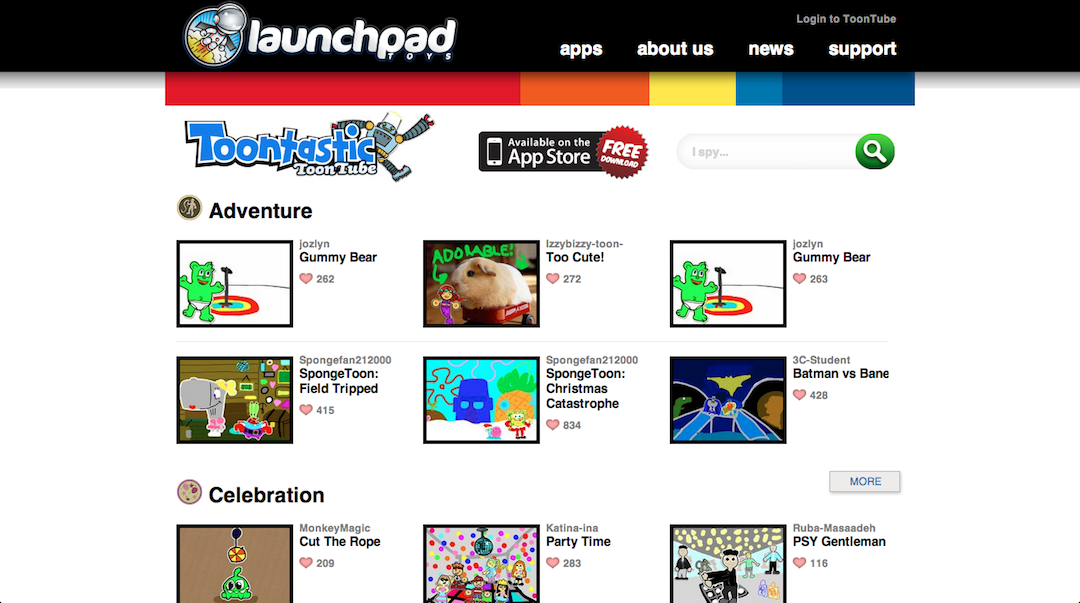 launchpad
TOYS
Login to ToonTube
apps
about us
news
support
Toontastic
ToonTube
Available on the
App Store
FREE
DOWNLOAD
I spy...
Adventure
jozlyn
Gummy Bear
262
ADORABLE!
Izzybizzy-toon-
Too Cute!
272
jozlyn
Gummy Bear
263
Spongefan212000
SpongeToon:
Field Tripped
415
Spongefan212000
SpongeToon:
Christmas
Catastrophe
834
3C-Student
Batman vs Bane
428
MORE
Celebration
MonkeyMagic
Cut The Rope
209
Katina-ina
Party Time
283
Ruba-Masaadeh
PSY Gentleman
116